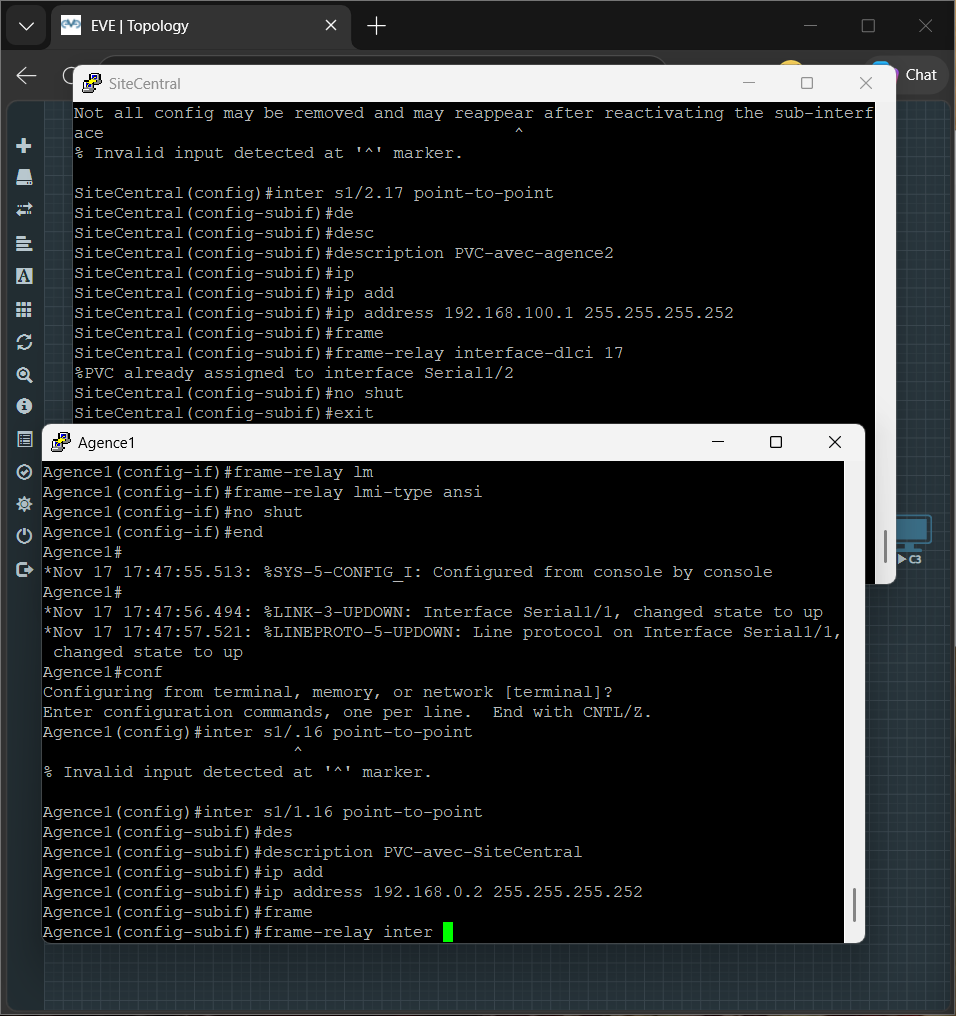 EVE | Topology
Chat
SiteCentral
Not all config may be removed and may reappear after reactivating the sub-interf
ace ^
% Invalid input detected at '^' marker.
SiteCentral(config)#inter s1/2.17 point-to-point
SiteCentral(config-subif)#de
SiteCentral(config-subif)#desc
SiteCentral(config-subif)#description PVC-avec-agence2
SiteCentral(config-subif)#ip
SiteCentral(config-subif)#ip add
SiteCentral(config-subif)#ip address 192.168.100.1 255.255.255.252
SiteCentral(config-subif)#frame
SiteCentral(config-subif)#frame-relay interface-dlci 17
%PVC already assigned to interface Serial1/2
SiteCentral(config-subif)#no shut
SiteCentral(config-subif)#exit
Agence1
Agence1(config-if)#frame-relay lm
Agence1(config-if)#frame-relay lmi-type ansi
Agence1(config-if)#no shut
Agence1(config-if)#end
Agence1#
*Nov 17 17:47:55.513: %SYS-5-CONFIG_I: Configured from console by console
Agence1#
*Nov 17 17:47:56.494: %LINK-3-UPDOWN: Interface Serial1/1, changed state to up
*Nov 17 17:47:57.521: %LINEPROTO-5-UPDOWN: Line protocol on Interface Serial1/1,
changed state to up
Agence1#conf
Configuring from terminal, memory, or network [terminal]?
Enter configuration commands, one per line.  End with CNTL/Z.
Agence1(config)#inter s1/.16 point-to-point
^
% Invalid input detected at '^' marker.
Agence1(config)#inter s1/1.16 point-to-point
Agence1(config-subif)#des
Agence1(config-subif)#description PVC-avec-SiteCentral
Agence1(config-subif)#ip add
Agence1(config-subif)#ip address 192.168.0.2 255.255.255.252
Agence1(config-subif)#frame
Agence1(config-subif)#frame-relay inter
C3